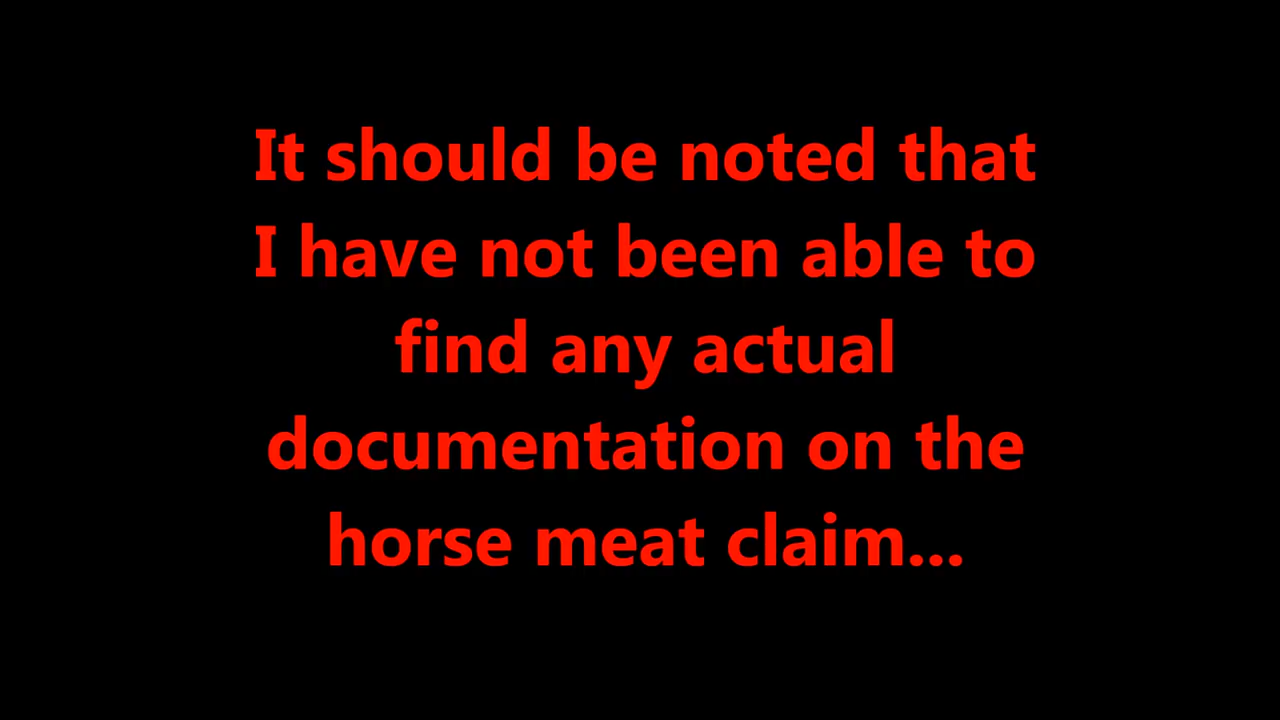 It should be noted that
I have not been able to
find any actual
documentation on the
horse meat claim...